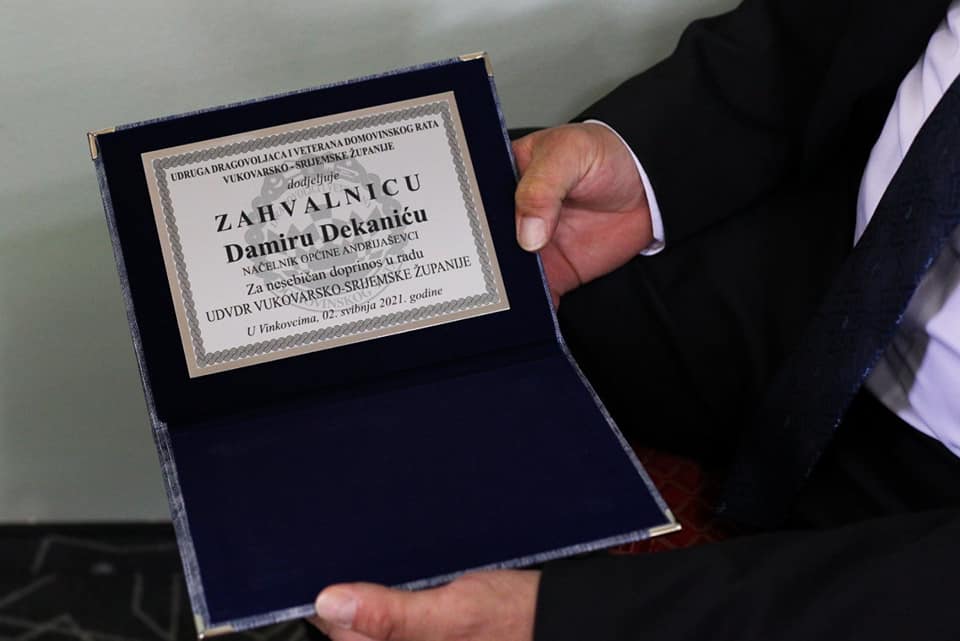 UDRUGA DRAGOVOLJACA I VETERANA DOMOVINSKOG RATA
VUKOVARSKO - SRIJEMSKE ŽUPANIJE
dodjeljuje
ZAHVALNICU
Damiru Dekaniću
NAČELNIK OPĆINE ANDRIJAŠEVCI
Za nesebičan doprinos u radu
UDVDR VUKOVARSKO-SRIJEMSKE ŽUPANIJE
U Vinkovcima, 02. svibnja 2021. godine